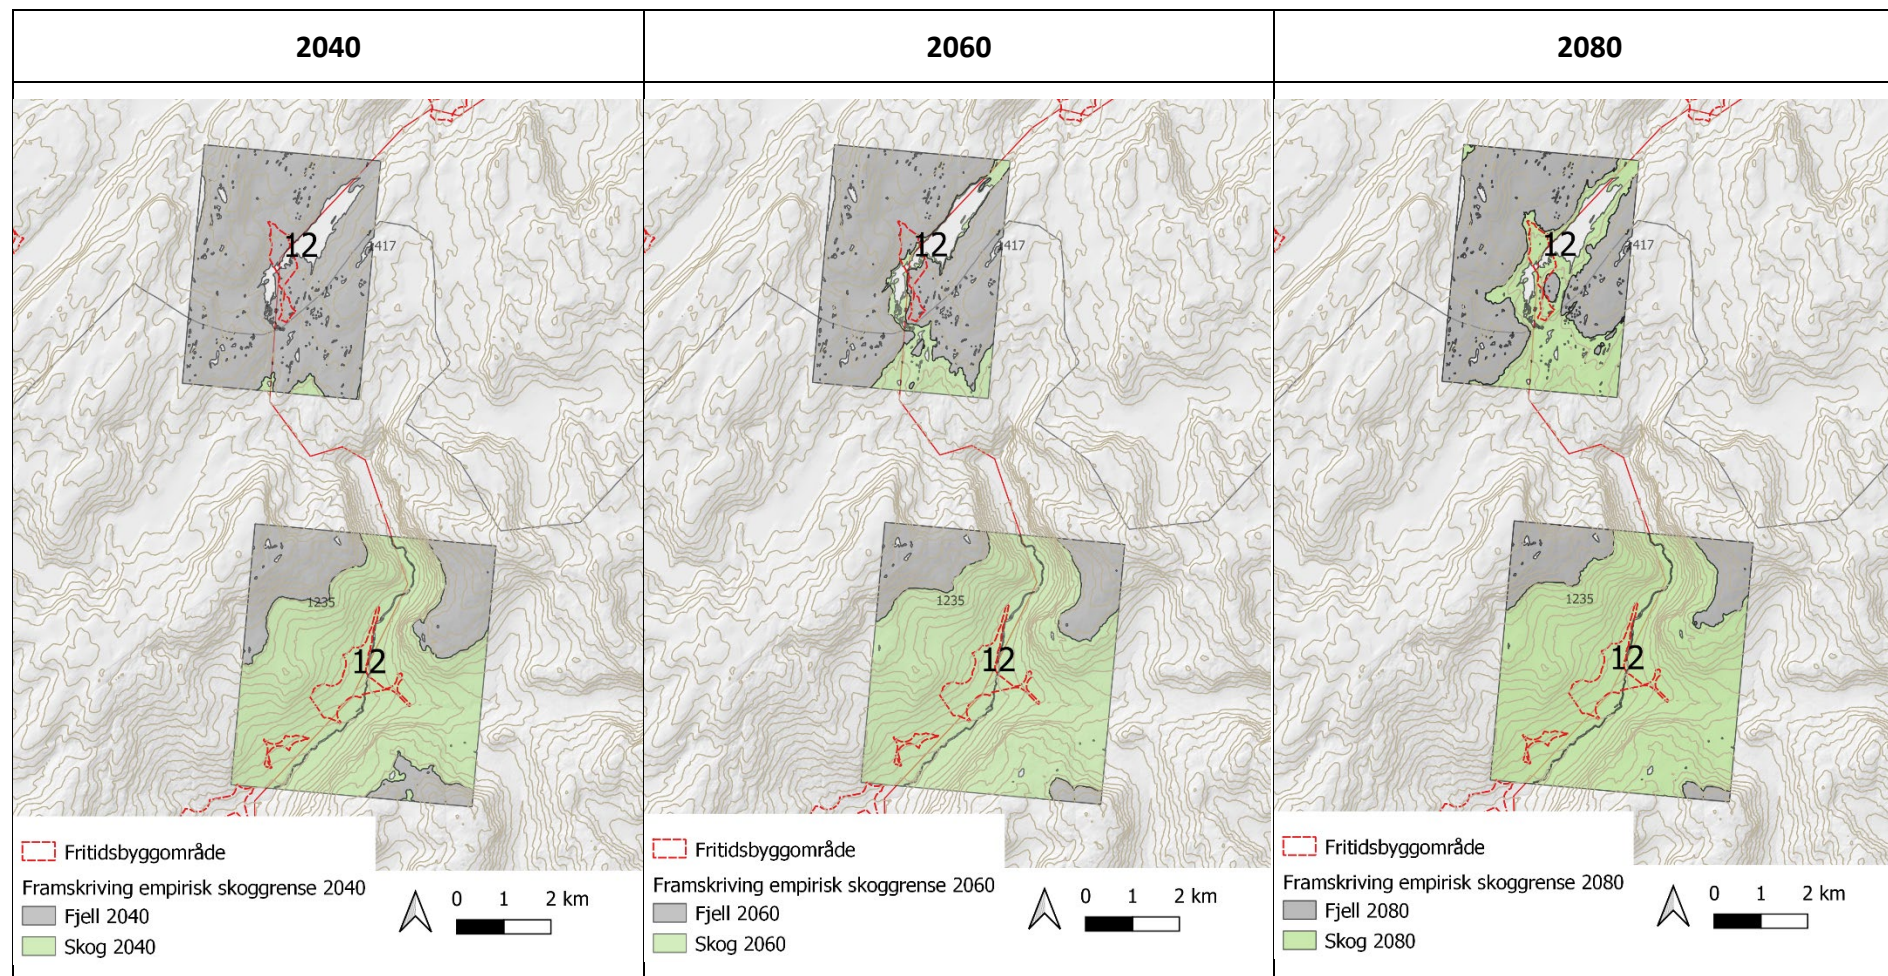 2040
2060
2080
12
417
1235
12
Fritidsbyggområde
Framskriving empirisk skoggrense 2040
Fjell 2040
Skog 2040
0 1 2 km
12
417
1235
12
Fritidsbyggområde
Framskriving empirisk skoggrense 2060
Fjell 2060
Skog 2060
0 1 2 km
12
417
1235
12
Fritidsbyggområde
Framskriving empirisk skoggrense 2080
Fjell 2080
Skog 2080
0 1 2 km